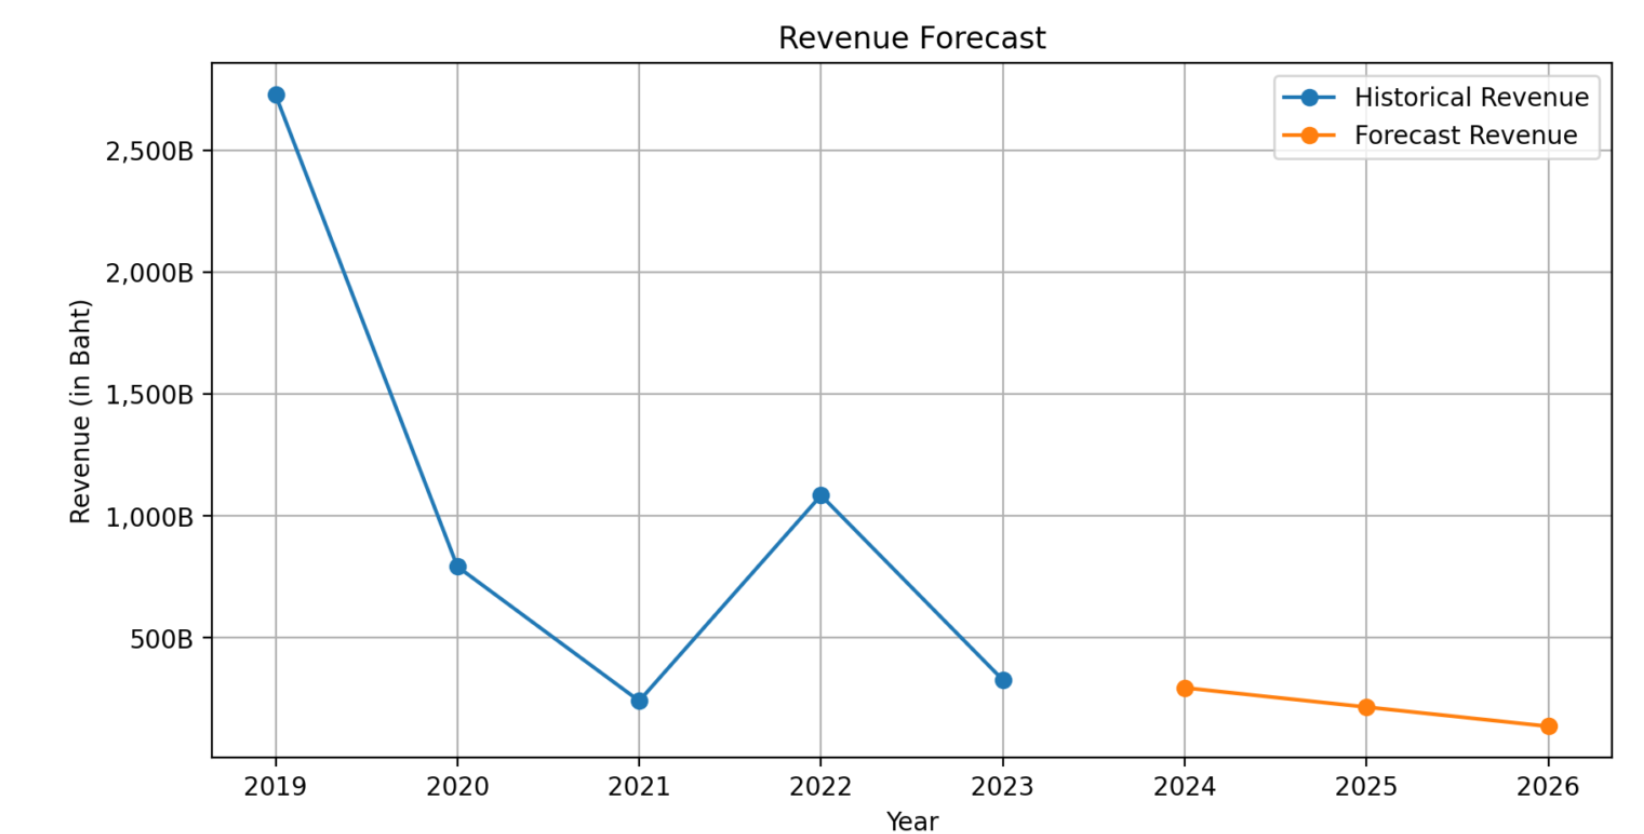 Revenue Forecast
Historical Revenue
Forecast Revenue
2,500B
2,000B
1,500B
1,000B
500B
Revenue (in Baht)
2019 2020 2021 2022 2023 2024 2025 2026
Year